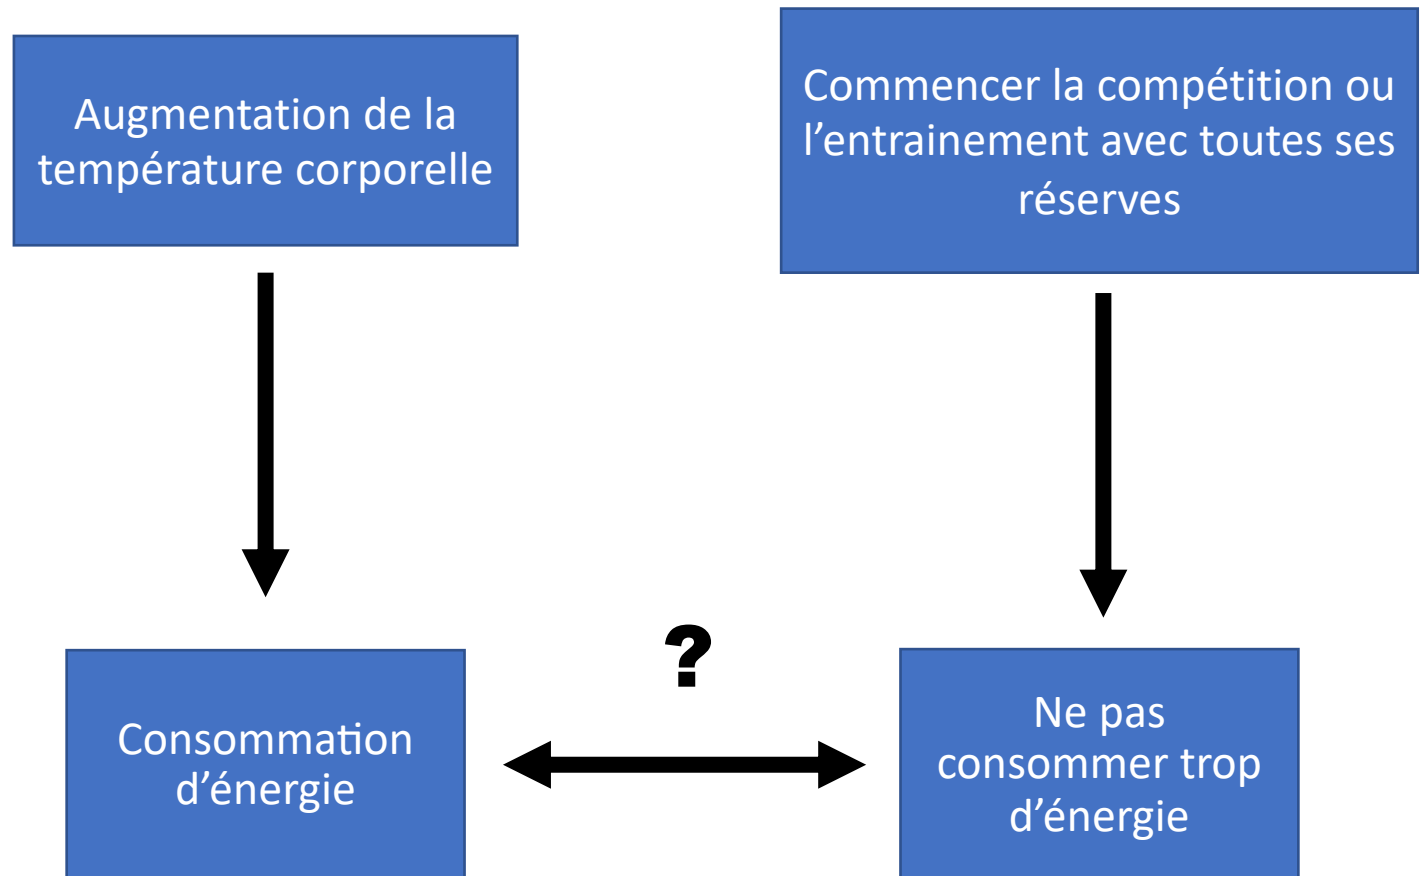 Augmentation de la
température corporelle
Commencer la compétition ou
l’entrainement avec toutes ses
réserves
?
Consommation
d’énergie
Ne pas
consommer trop
d’énergie